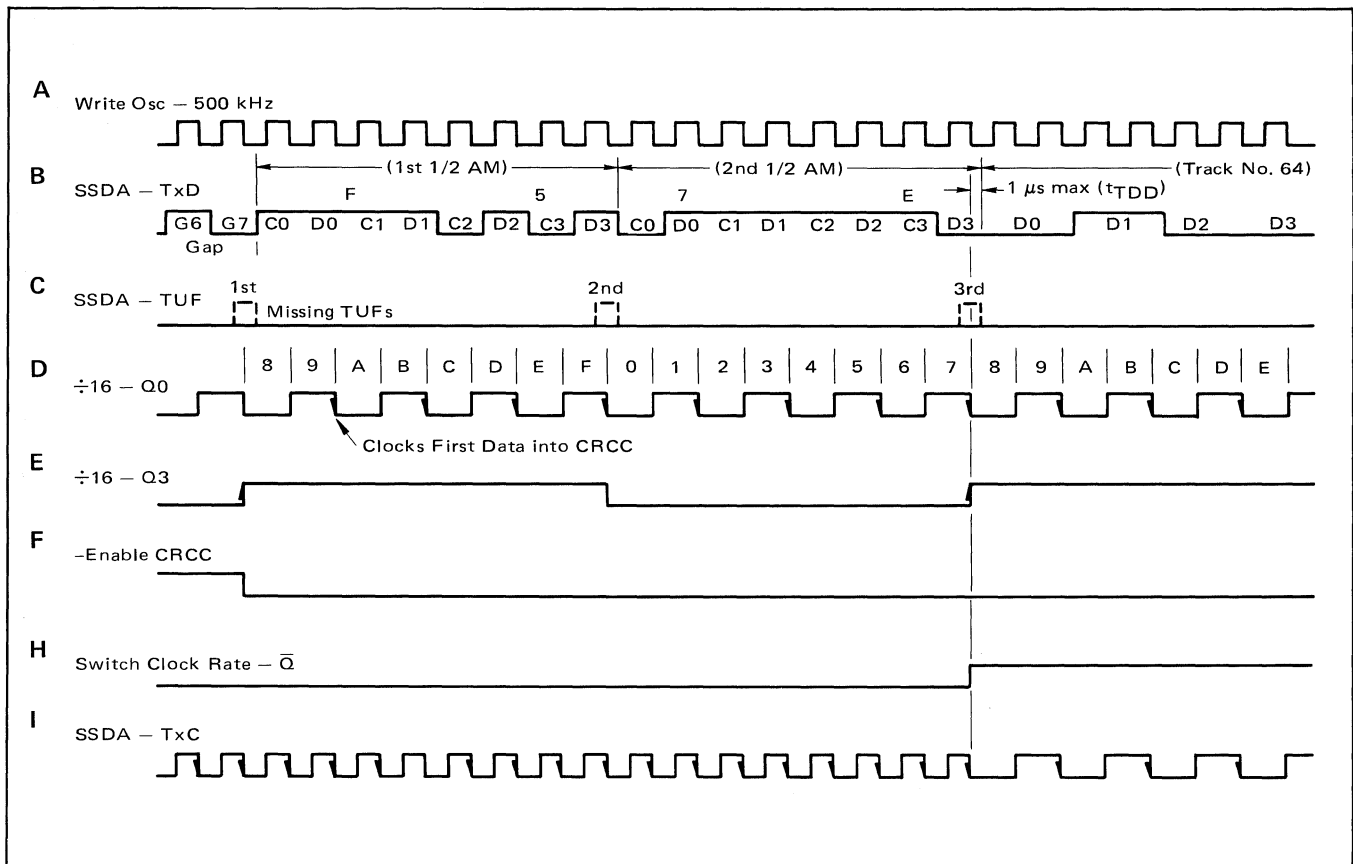 A
Write Osc — 500 kHz
(1st 1/2 AM) (2nd 1/2 AM) (Track No. 64)
B
SSDA — TxD
F 5 7 E 1 μs max (tTDD)
G6 G7 C0 D0 C1 D1 C2 D2 C3 D3 C0 D0 C1 D1 C2 D2 C3 D3 D0 D1 D2 D3
Gap
C
SSDA — TUF
1st 2nd 3rd
Missing TUFs
D
÷16 — Q0
8 9 A B C D E F 0 1 2 3 4 5 6 7 8 9 A B C D E
Clocks First Data into CRCC
E
÷16 — Q3
F
-Enable CRCC
H
Switch Clock Rate — Q̅
I
SSDA — TxC